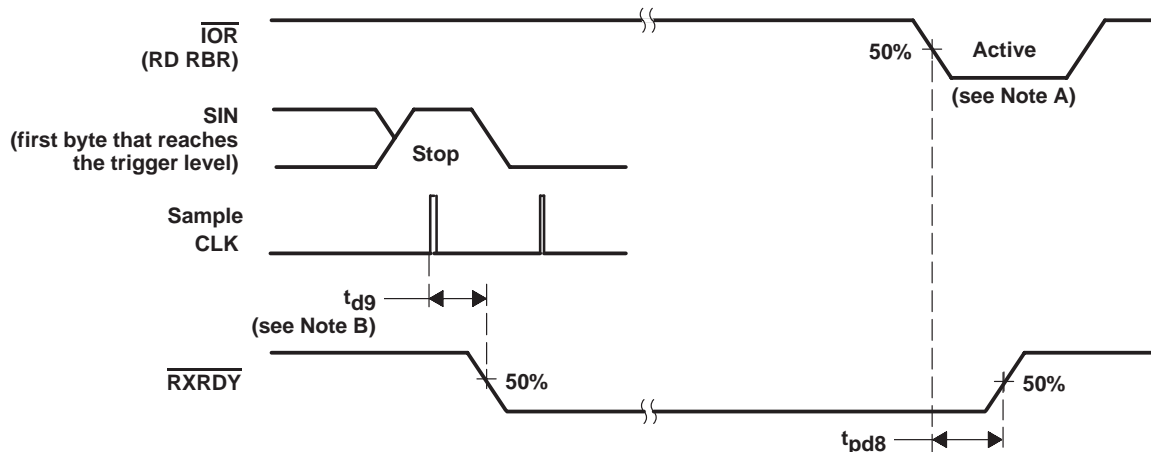 IOR
(RD RBR)
50%
Active
(see Note A)
SIN
(first byte that reaches
the trigger level)
Stop
Sample
CLK
td9
(see Note B)
RXRDY
50%
50%
tpd8